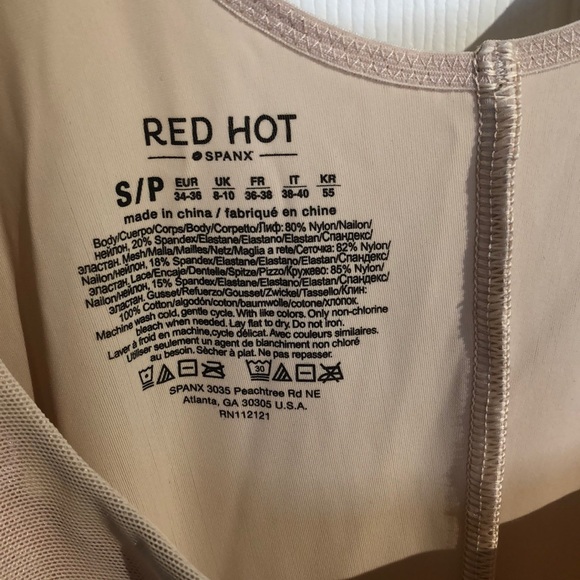 RED HOT
SPANX
S/P EUR 34-36 UK 8-10 FR 36-38 IT 38-40 KR 55
made in china / fabriqué en chine
Body/Cuerpo/Corps/Body/Corpetto/Лиф: 80% Nylon/Nailon/
нейлон, 20% Spandex/Elastane/Elastano/Elastan/Спандекс/
эластан. Mesh/Malla/Mailles/Netz/Maglia a rete/Сеточка: 82% Nylon/
Nailon/нейлон, 18% Spandex/Elastane/Elastano/Elastan/Спандекс/
эластан, Lace/Encaje/Dentelle/Spitze/Pizzo/Кружево: 85% Nylon/
Nailon/нейлон, 15% Spandex/Elastane/Elastano/Elastan/Спандекс/
эластан, Gusset/Refuerzo/Gousset/Zwickel/Tassello/Клин:
100% Cotton/algodón/coton/baumwolle/cotone/хлопок.
Machine wash cold, gentle cycle. With like colors. Only non-chlorine
bleach when needed. Lay flat to dry. Do not iron.
Laver à froid en machine,cycle délicat. Avec couleurs similaires.
Utiliser seulement un agent de blanchiment non chloré
au besoin. Sècher à plat. Ne pas repasser.
30
SPANX 3035 Peachtree Rd NE
Atlanta, GA 30305 U.S.A.
RN112121